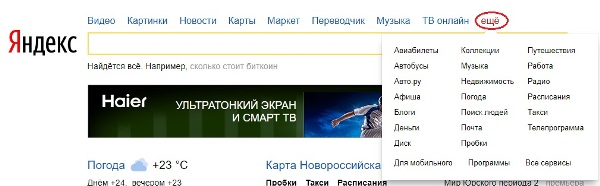 Видео Картинки Новости Карты Маркет Переводчик Музыка ТВ онлайн ещё
Яндекс
Найдётся всё. Например, сколько стоит биткоин
Авиабилеты Коллекции Путешествия
Автобусы Музыка Работа
Авто ру Недвижимость Радио
Афиша Погода Расписания
Блоги Поиск людей Такси
Деньги Почта Телепрограмма
Диск Пробки
Для мобильного Программы Все сервисы
Haier
УЛЬТРАТОНКИЙ ЭКРАН
И СМАРТ ТВ
Погода +23 °C
Днём +24, вечером +23
Карта Новороссийска
Пробки Такси Расписания
Мир Юрского периода 2 премьера